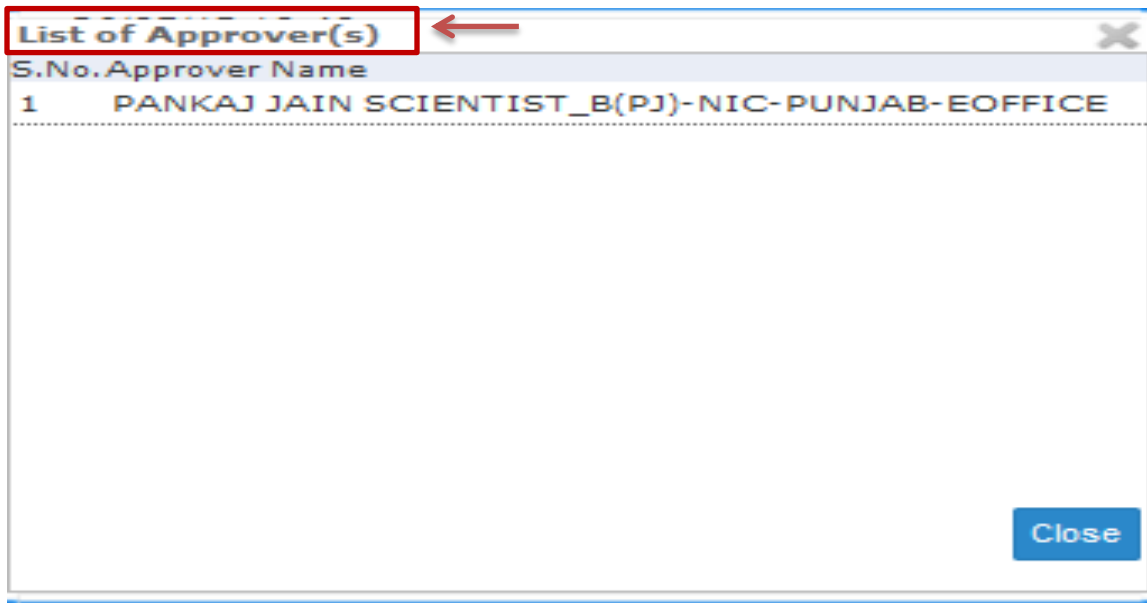 List of Approver(s)
S.No. Approver Name
1 PANKAJ JAIN SCIENTIST_B(PJ)-NIC-PUNJAB-EOFFICE
Close